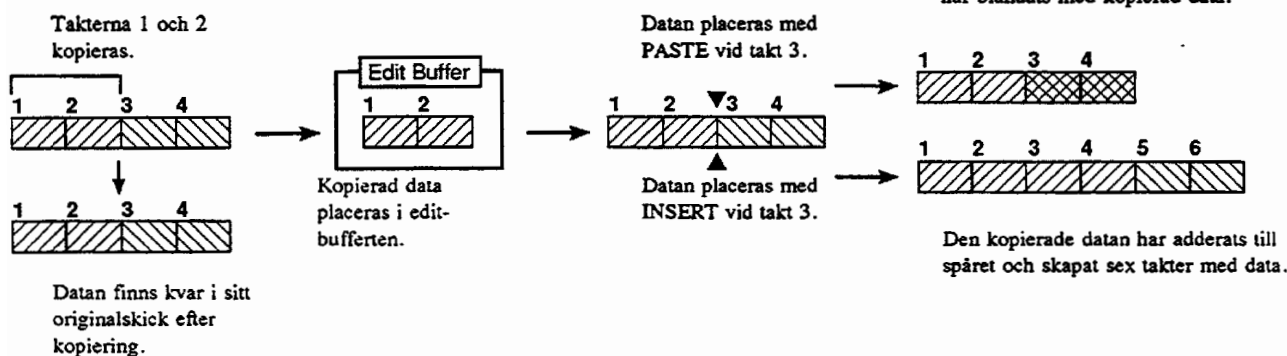 Takterna 1 och 2
kopieras.
1 2 3 4
1 2 3 4
Datan finns kvar i sitt
originalskick efter
kopiering.
Edit Buffer
1 2
Kopierad data
placeras i edit-
bufferten.
Datan placeras med
PASTE vid takt 3.
1 2 3 4
Datan placeras med
INSERT vid takt 3.
1 2 3 4
1 2 3 4 5 6
Den kopierade datan har adderats till
spåret och skapat sex takter med data.